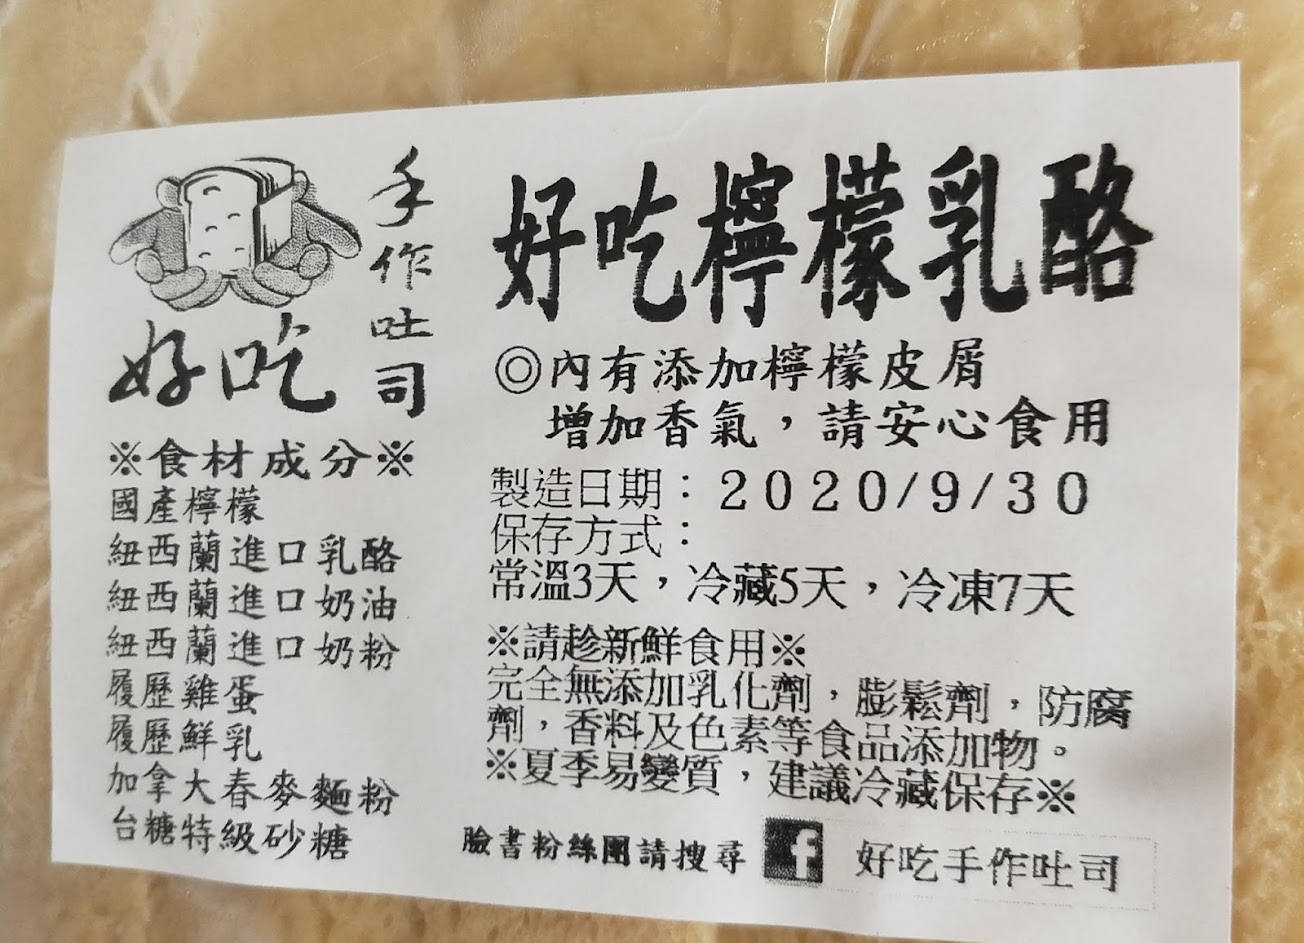 手作吐司
好吃
※食材成分※
國產檸檬
紐西蘭進口乳酪
紐西蘭進口奶油
紐西蘭進口奶粉
履歷雞蛋
履歷鮮乳
加拿大春麥麵粉
台糖特級砂糖
好吃檸檬乳酪
◎內有添加檸檬皮屑
增加香氣，請安心食用
製造日期：2020/9/30
保存方式：
常溫3天，冷藏5天，冷凍7天
※請趁新鮮食用※
完全無添加乳化劑，膨鬆劑，防腐
劑，香料及色素等食品添加物。
※夏季易變質，建議冷藏保存※
臉書粉絲團請搜尋 f 好吃手作吐司